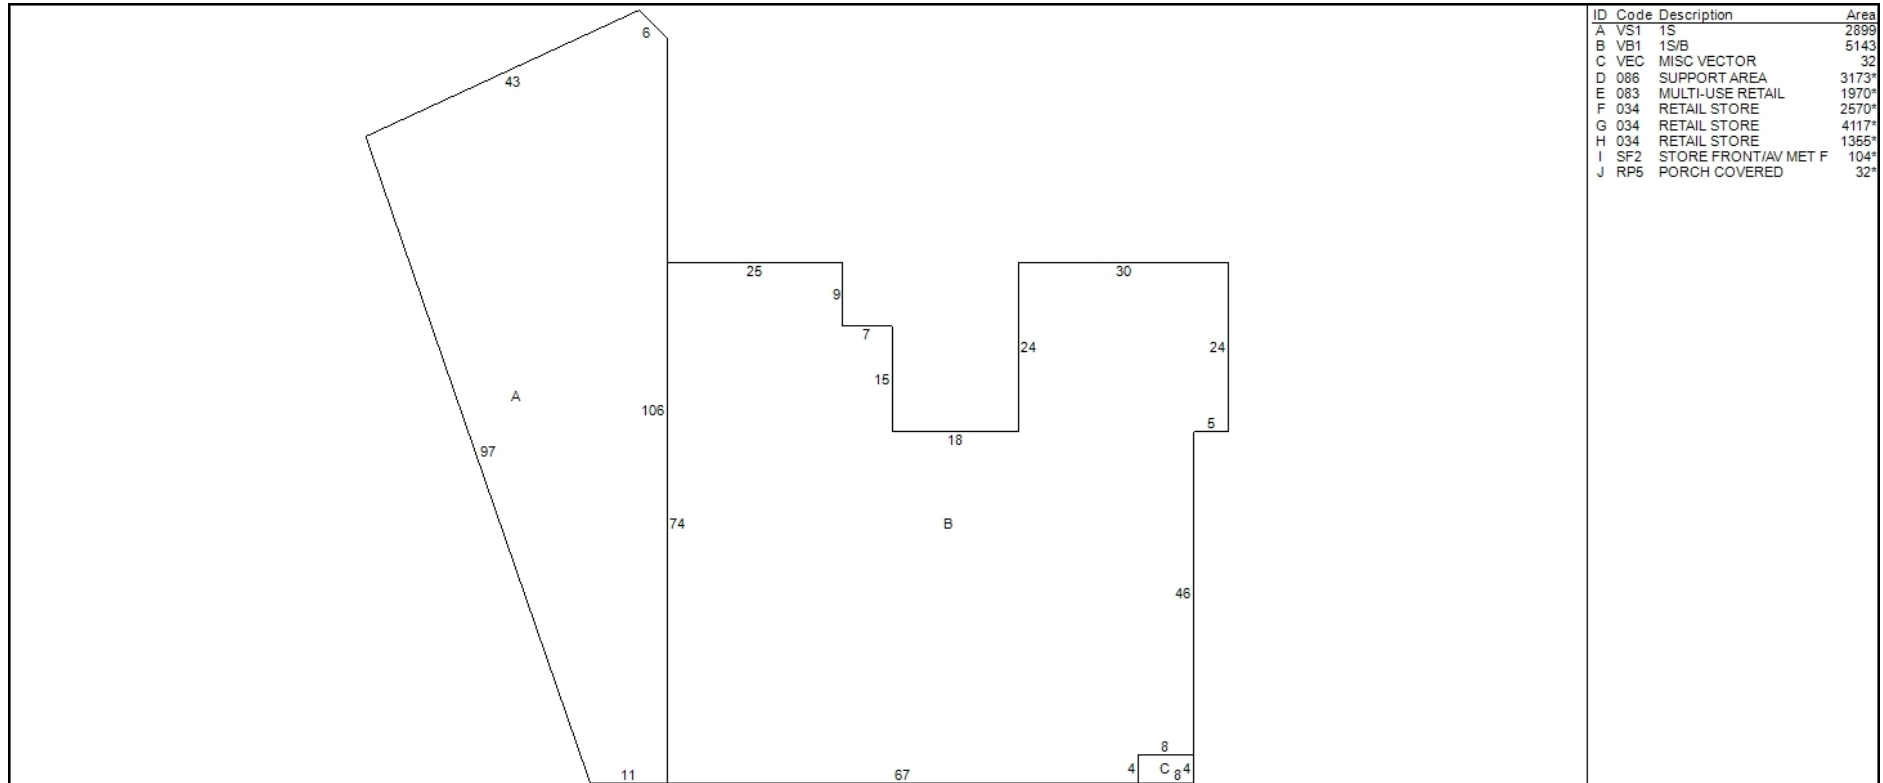 ID Code Description Area
A VS1 1S 2899
B VB1 1S/B 5143
C VEC MISC VECTOR 32
D 086 SUPPORT AREA 3173*
E 083 MULTI-USE RETAIL 1970*
F 034 RETAIL STORE 2570*
G 034 RETAIL STORE 4117*
H 034 RETAIL STORE 1355*
I SF2 STORE FRONT/AV MET F 104*
J RP5 PORCH COVERED 32*
6
43
25
30
9
7
24
24
15
A
106
5
18
97
74
B
46
8
4
C
4
8
11
67